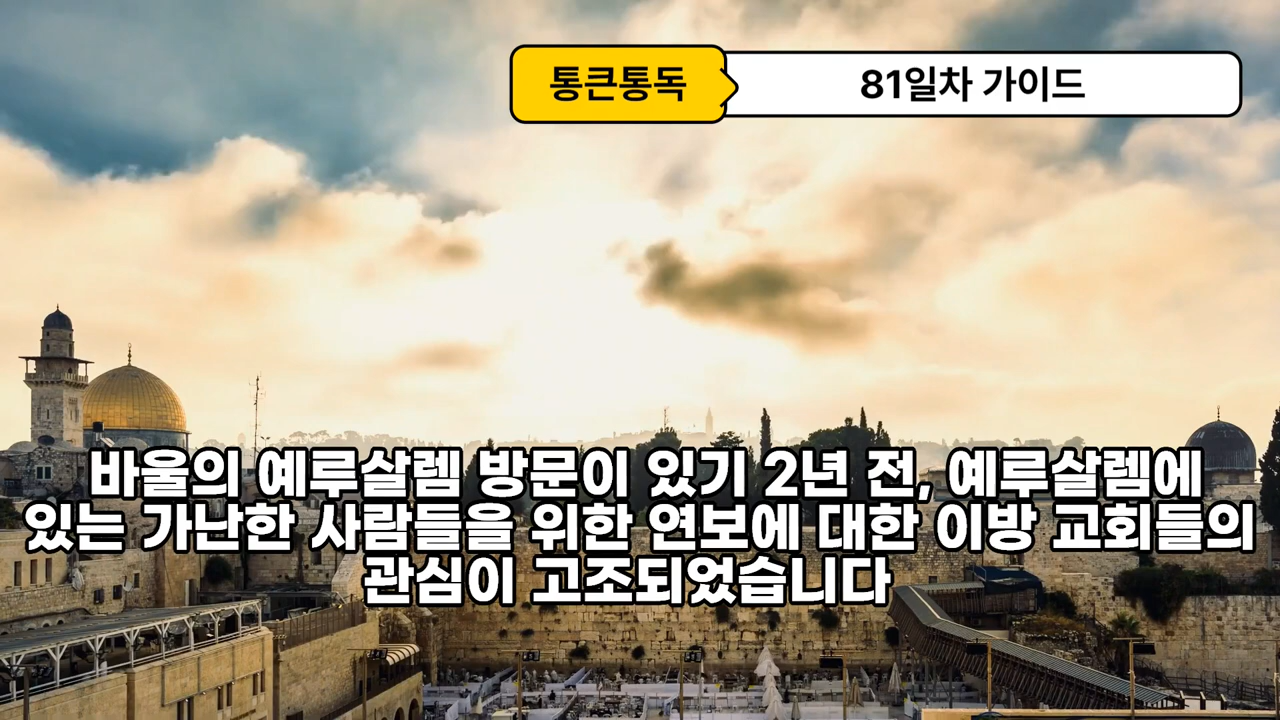 통큰통독
81일차 가이드
바울의 예루살렘 방문이 있기 2년 전, 예루살렘에
있는 가난한 사람들을 위한 연보에 대한 이방 교회들의
관심이 고조되었습니다